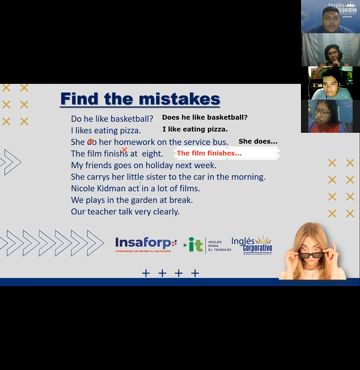 Inglés
Corporativo
Find the mistakes
Do he like basketball? Does he like basketball?
I likes eating pizza. I like eating pizza.
She do her homework on the service bus. She does...
The film finishs at eight. The film finishes...
My friends goes on holiday next week.
She carrys her little sister to the car in the morning.
Nicole Kidman act in a lot of films.
We plays in the garden at break.
Our teacher talk very clearly.
Insaforp
it INGLÉS PARA EL TRABAJO
Inglés
Corporativo